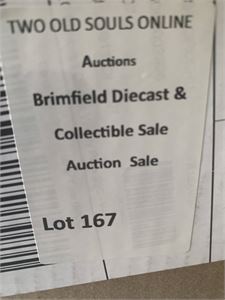 TWO OLD SOULS ONLINE
Auctions
Brimfield Diecast &
Collectible Sale
Auction Sale
Lot 167